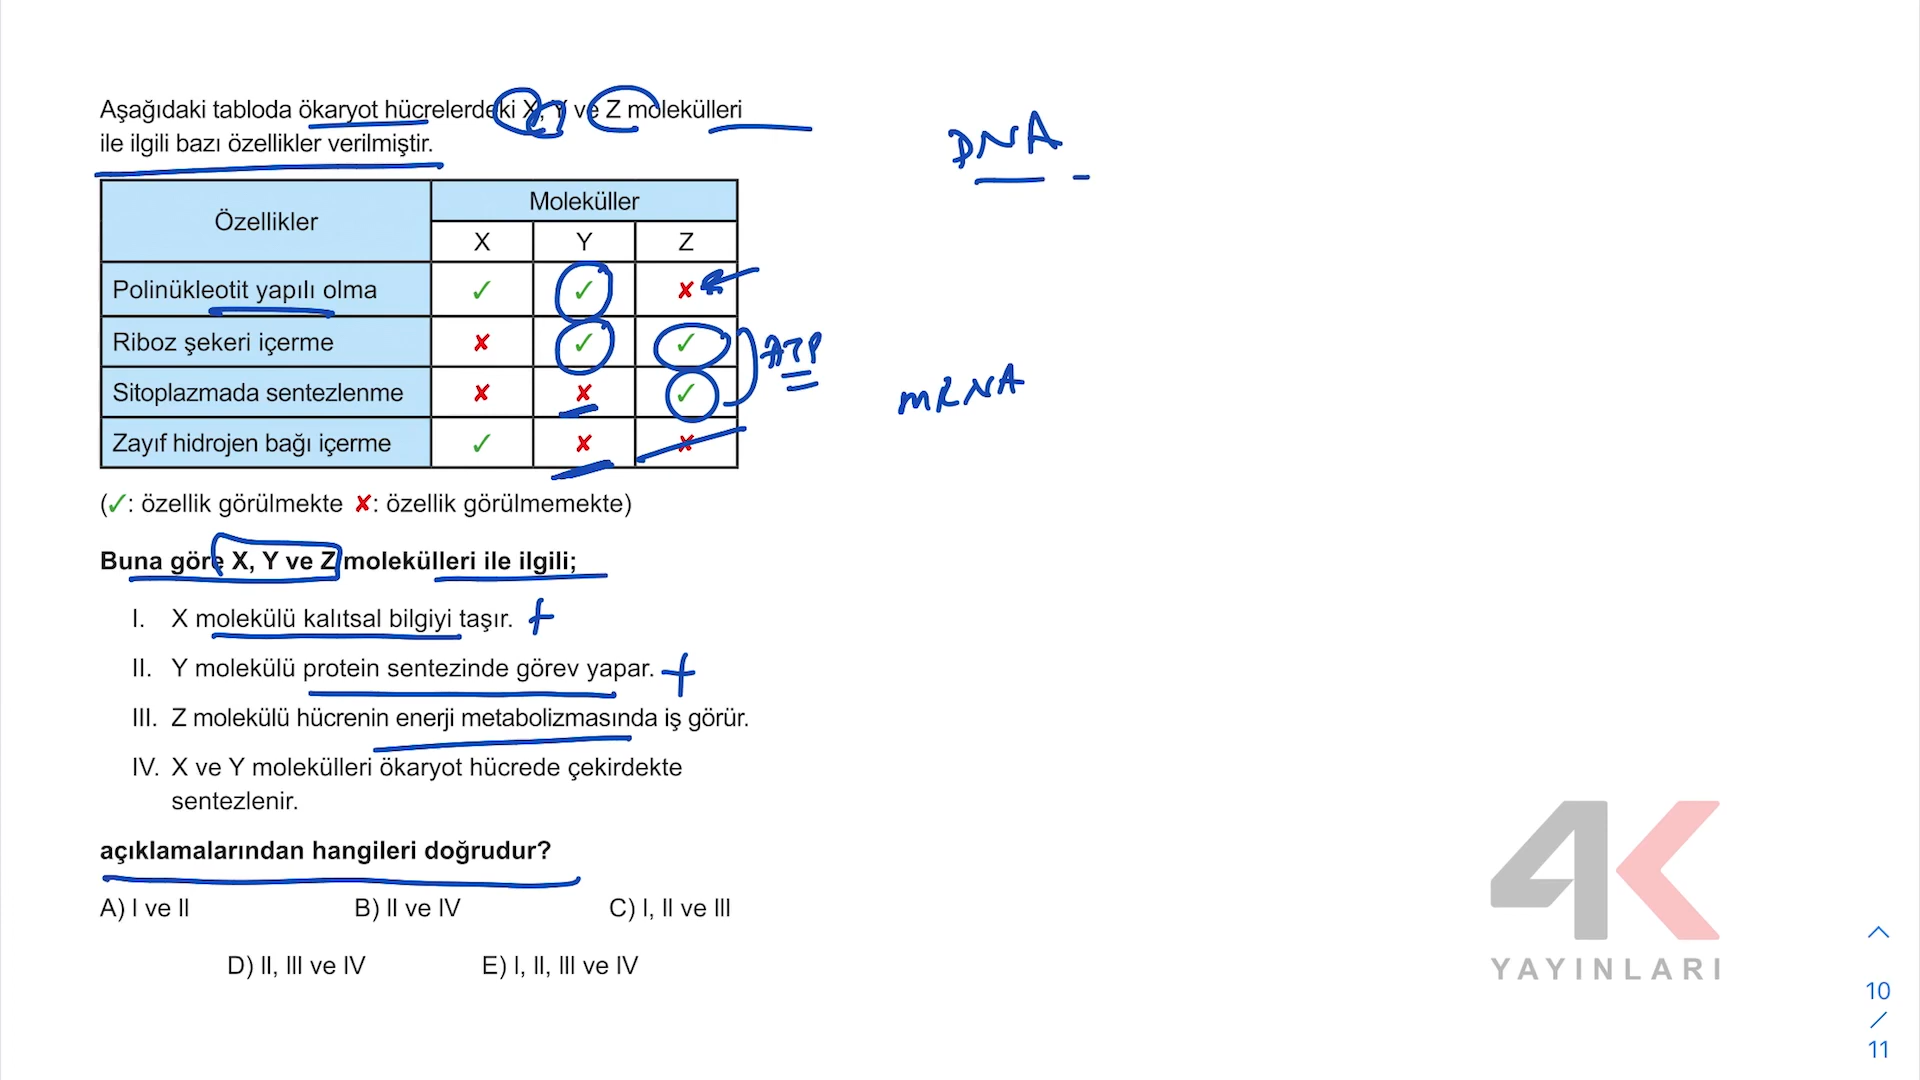 Aşağıdaki tabloda ökaryot hücrelerdeki X, Y ve Z molekülleri
ile ilgili bazı özellikler verilmiştir.
DNA
Özellikler
Moleküller
X Y Z
Polinükleotit yapılı olma ✓ ✓ ✘
Riboz şekeri içerme ✘ ✓ ✓
ATP
Sitoplazmada sentezlenme ✘ ✘ ✓
mRNA
Zayıf hidrojen bağı içerme ✓ ✘ ✘
(✓: özellik görülmekte ✘: özellik görülmemekte)
Buna göre X, Y ve Z molekülleri ile ilgili;
I. X molekülü kalıtsal bilgiyi taşır. +
II. Y molekülü protein sentezinde görev yapar. +
III. Z molekülü hücrenin enerji metabolizmasında iş görür.
IV. X ve Y molekülleri ökaryot hücrede çekirdekte
sentezlenir.
açıklamalarından hangileri doğrudur?
A) I ve II B) II ve IV C) I, II ve III
D) II, III ve IV E) I, II, III ve IV
4K
YAYINLARI
10
/
11